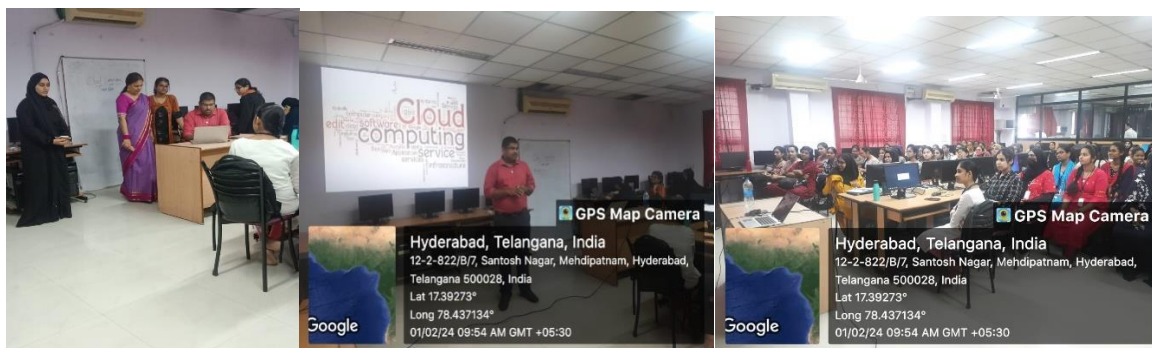 Cloud
computing
edit
software
service
services
infrastructure
GPS Map Camera
Hyderabad, Telangana, India
12-2-822/B/7, Santosh Nagar, Mehdipatnam, Hyderabad,
Telangana 500028, India
Lat 17.39273°
Long 78.437134°
01/02/24 09:54 AM GMT +05:30
Google
GPS Map Camera
Hyderabad, Telangana, India
12-2-822/B/7, Santosh Nagar, Mehdipatnam, Hyderabad,
Telangana 500028, India
Lat 17.39273°
Long 78.437134°
01/02/24 09:54 AM GMT +05:30
Google